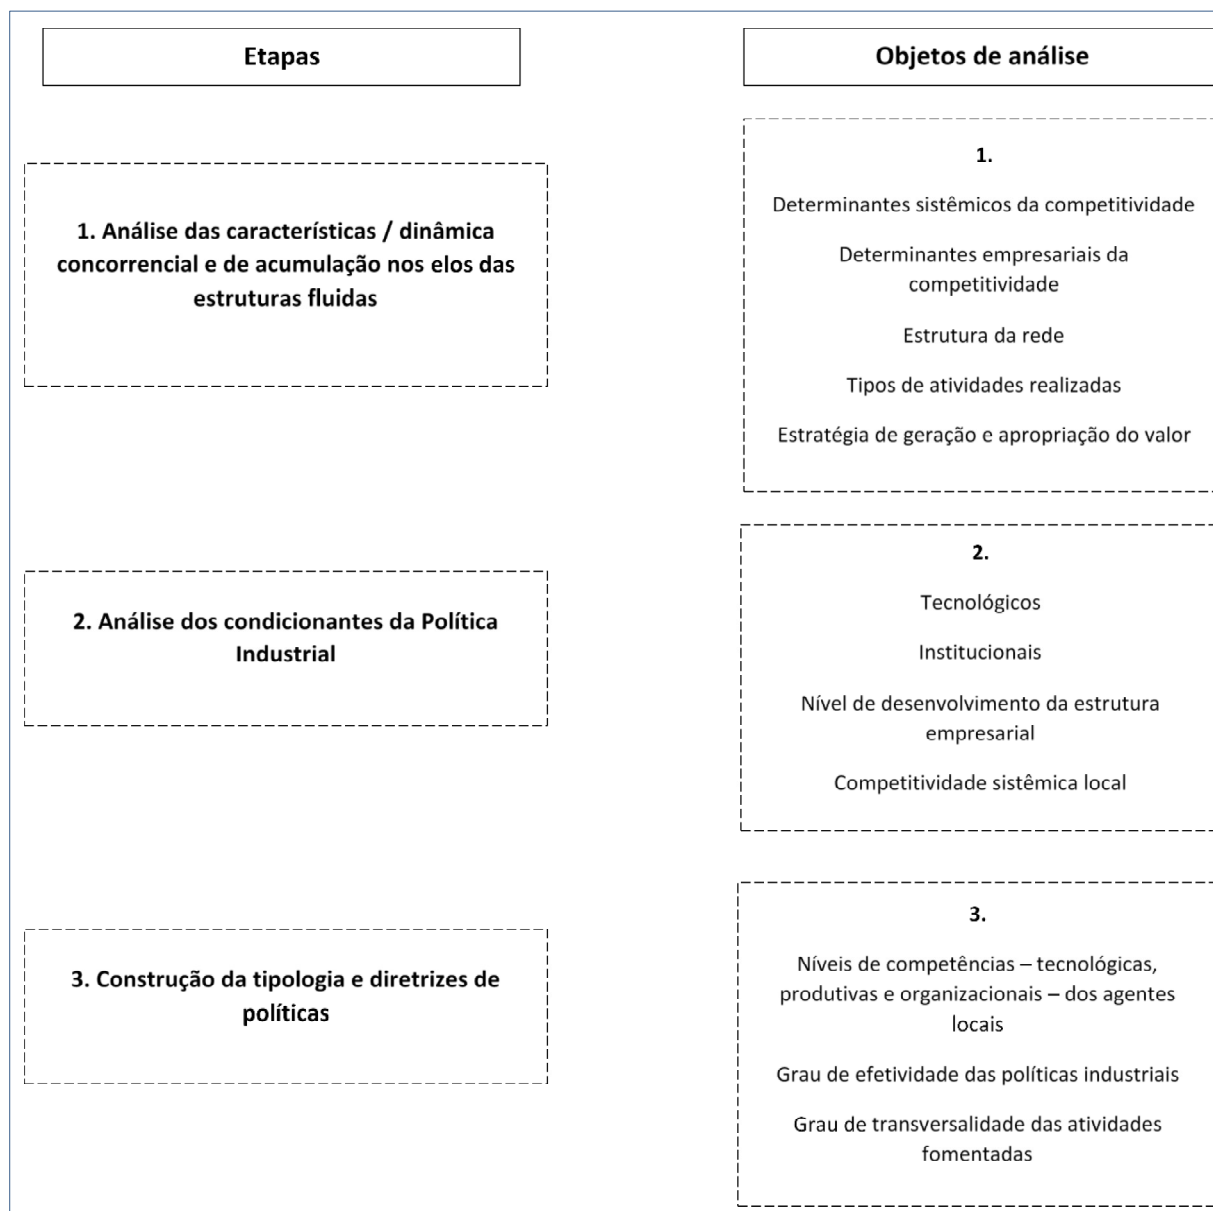 Etapas
Objetos de análise
1. Análise das características / dinâmica
concorrencial e de acumulação nos elos das
estruturas fluidas
1.
Determinantes sistêmicos da competitividade
Determinantes empresariais da
competitividade
Estrutura da rede
Tipos de atividades realizadas
Estratégia de geração e apropriação do valor
2. Análise dos condicionantes da Política
Industrial
2.
Tecnológicos
Institucionais
Nível de desenvolvimento da estrutura
empresarial
Competitividade sistêmica local
3. Construção da tipologia e diretrizes de
políticas
3.
Níveis de competências – tecnológicas,
produtivas e organizacionais – dos agentes
locais
Grau de efetividade das políticas industriais
Grau de transversalidade das atividades
fomentadas